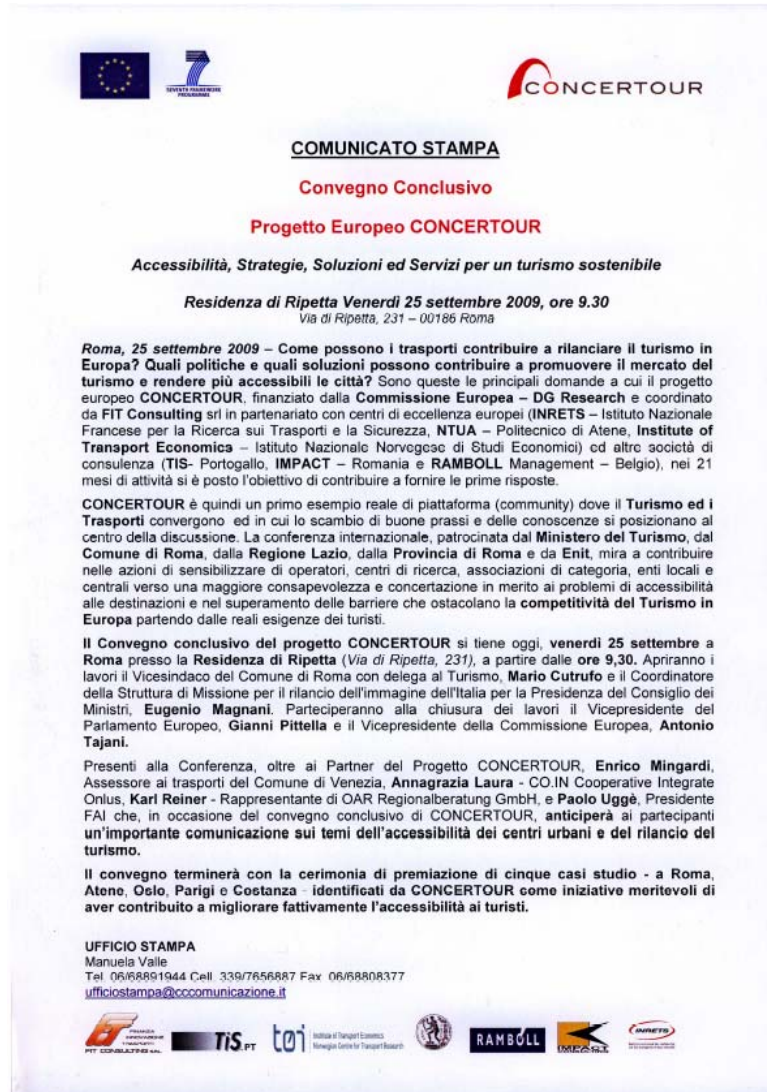 SEVENTH FRAMEWORK
PROGRAMME
CONCERTOUR
COMUNICATO STAMPA
Convegno Conclusivo
Progetto Europeo CONCERTOUR
Accessibilità, Strategie, Soluzioni ed Servizi per un turismo sostenibile
Residenza di Ripetta Venerdì 25 settembre 2009, ore 9.30
Via di Ripetta, 231 – 00186 Roma
Roma, 25 settembre 2009 – Come possono i trasporti contribuire a rilanciare il turismo in
Europa? Quali politiche e quali soluzioni possono contribuire a promuovere il mercato del
turismo e rendere più accessibili le città? Sono queste le principali domande a cui il progetto
europeo CONCERTOUR, finanziato dalla Commissione Europea – DG Research e coordinato
da FIT Consulting srl in partenariato con centri di eccellenza europei (INRETS – Istituto Nazionale
Francese per la Ricerca sui Trasporti e la Sicurezza, NTUA – Politecnico di Atene, Institute of
Transport Economics – Istituto Nazionale Norvegese di Studi Economici) ed altre società di
consulenza (TIS- Portogallo, IMPACT – Romania e RAMBOLL Management – Belgio), nei 21
mesi di attività si è posto l'obiettivo di contribuire a fornire le prime risposte.
CONCERTOUR è quindi un primo esempio reale di piattaforma (community) dove il Turismo ed i
Trasporti convergono ed in cui lo scambio di buone prassi e delle conoscenze si posizionano al
centro della discussione. La conferenza internazionale, patrocinata dal Ministero del Turismo, dal
Comune di Roma, dalla Regione Lazio, dalla Provincia di Roma e da Enit, mira a contribuire
nelle azioni di sensibilizzare di operatori, centri di ricerca, associazioni di categoria, enti locali e
centrali verso una maggiore consapevolezza e concertazione in merito ai problemi di accessibilità
alle destinazioni e nel superamento delle barriere che ostacolano la competitività del Turismo in
Europa partendo dalle reali esigenze dei turisti.
Il Convegno conclusivo del progetto CONCERTOUR si tiene oggi, venerdì 25 settembre a
Roma presso la Residenza di Ripetta (Via di Ripetta, 231), a partire dalle ore 9,30. Apriranno i
lavori il Vicesindaco del Comune di Roma con delega al Turismo, Mario Cutrufo e il Coordinatore
della Struttura di Missione per il rilancio dell'immagine dell'Italia per la Presidenza del Consiglio dei
Ministri, Eugenio Magnani. Parteciperanno alla chiusura dei lavori il Vicepresidente del
Parlamento Europeo, Gianni Pittella e il Vicepresidente della Commissione Europea, Antonio
Tajani.
Presenti alla Conferenza, oltre ai Partner del Progetto CONCERTOUR, Enrico Mingardi,
Assessore ai trasporti del Comune di Venezia, Annagrazia Laura - CO.IN Cooperative Integrate
Onlus, Karl Reiner - Rappresentante di OAR Regionalberatung GmbH, e Paolo Uggè, Presidente
FAI che, in occasione del convegno conclusivo di CONCERTOUR, anticiperà ai partecipanti
un'importante comunicazione sui temi dell'accessibilità dei centri urbani e del rilancio del
turismo.
Il convegno terminerà con la cerimonia di premiazione di cinque casi studio - a Roma,
Atene, Oslo, Parigi e Costanza - identificati da CONCERTOUR come iniziative meritevoli di
aver contribuito a migliorare fattivamente l'accessibilità ai turisti.
UFFICIO STAMPA
Manuela Valle
Tel. 06/68891944 Cell. 339/7656887 Fax 06/68808377
ufficiostampa@cccomunicazione.it
FINANZA
INNOVAZIONE
TRASPORTI
FIT CONSULTING SRL
TiS.PT
tøi
Institute of Transport Economics
Norwegian Centre for Transport Research
RAMBOLL
IMPACT
INRETS